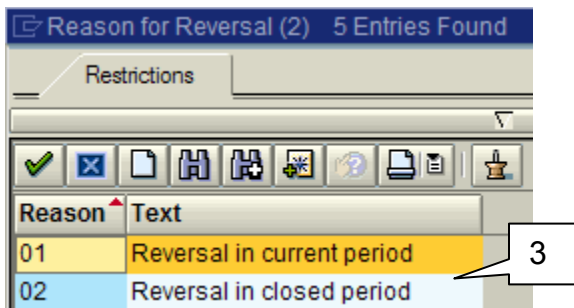 Reason for Reversal (2) 5 Entries Found
Restrictions
Reason Text
01 Reversal in current period
02 Reversal in closed period
3